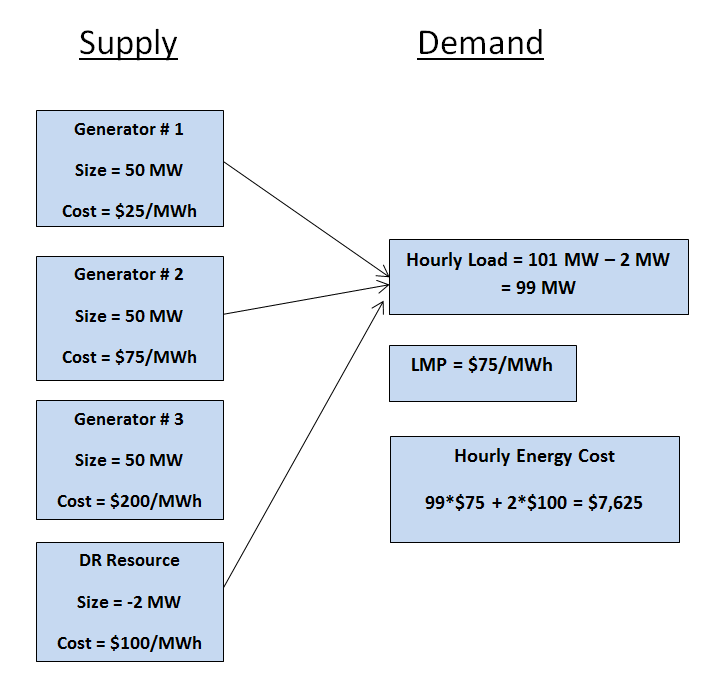 Supply
Demand
Generator # 1
Size = 50 MW
Cost = $25/MWh
Generator # 2
Size = 50 MW
Cost = $75/MWh
Generator # 3
Size = 50 MW
Cost = $200/MWh
DR Resource
Size = -2 MW
Cost = $100/MWh
Hourly Load = 101 MW – 2 MW
= 99 MW
LMP = $75/MWh
Hourly Energy Cost
99*$75 + 2*$100 = $7,625